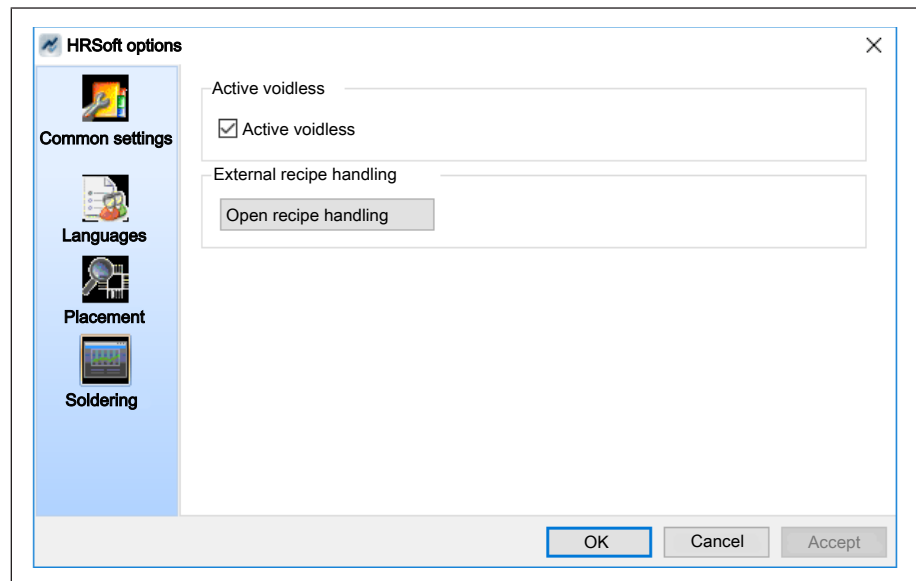 HRSoft options
Common settings
Languages
Placement
Soldering
Active voidless
Active voidless
External recipe handling
Open recipe handling
OK
Cancel
Accept